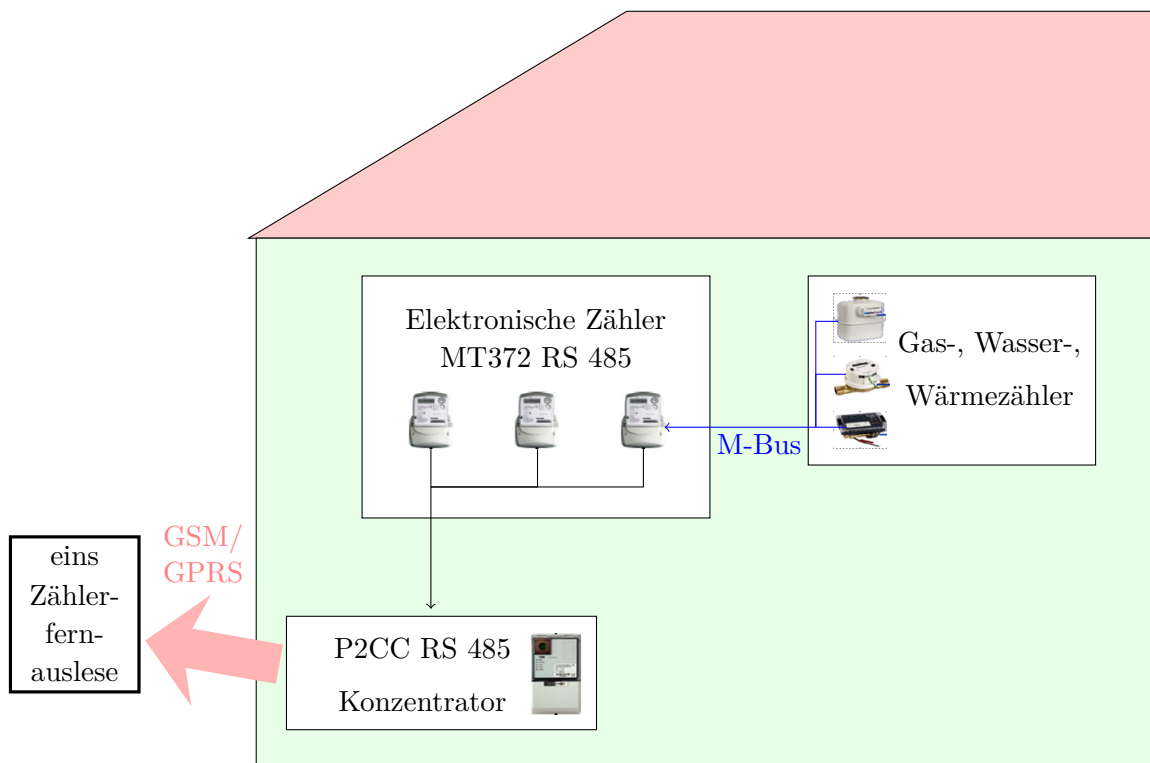 Elektronische Zähler
MT372 RS 485
Gas-, Wasser-,
Wärmezähler
M-Bus
GSM/
GPRS
eins
Zähler-
fern-
auslese
P2CC RS 485
Konzentrator